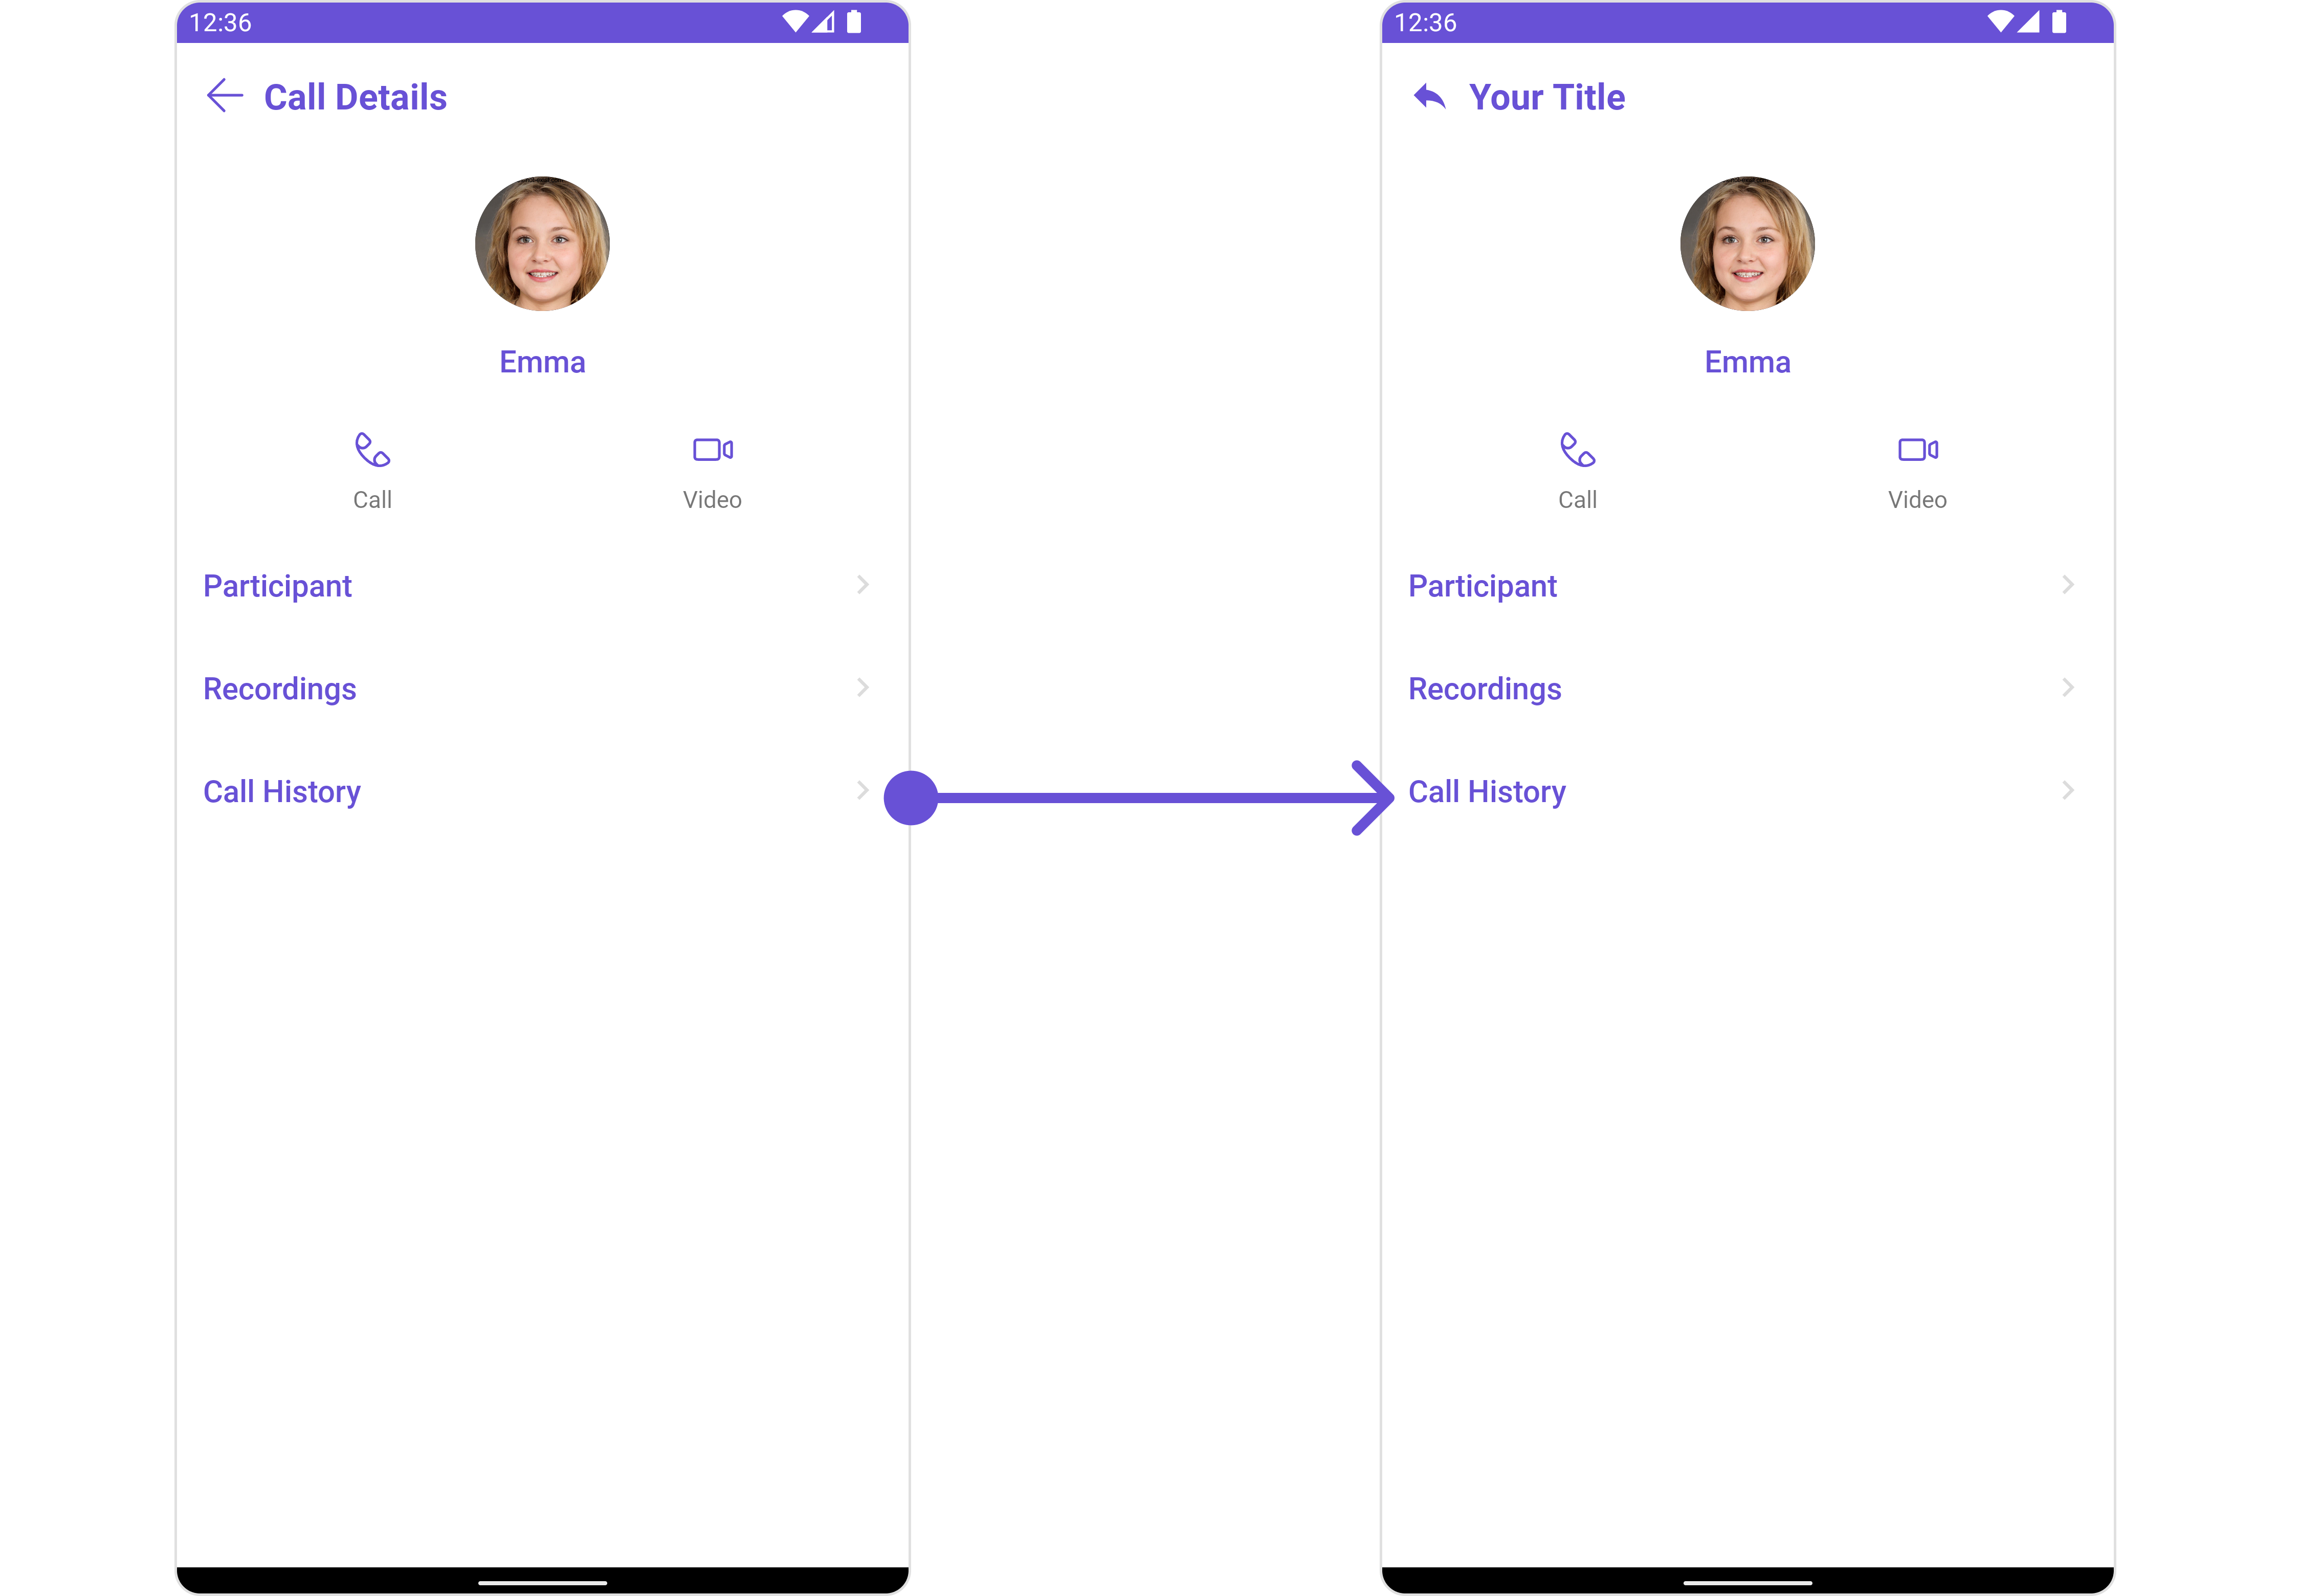 12:36
Call Details
Emma
Call
Video
Participant
Recordings
Call History
12:36
Your Title
Emma
Call
Video
Participant
Recordings
Call History